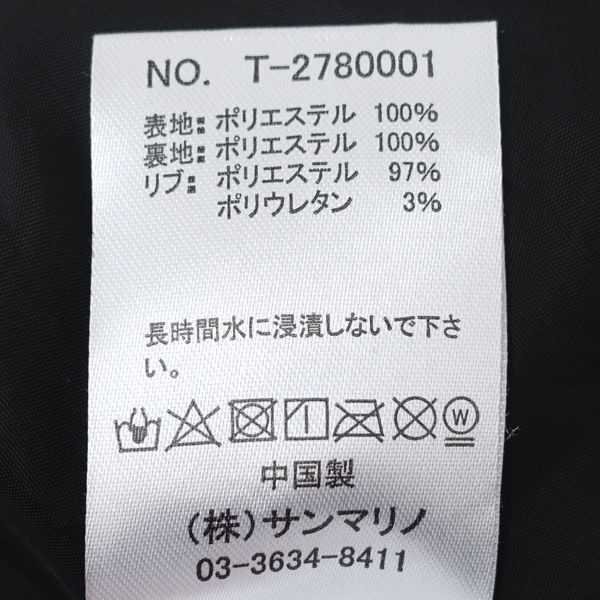 NO. T-2780001
表地: ポリエステル 100%
裏地: ポリエステル 100%
リブ: ポリエステル 97%
ポリウレタン 3%
長時間水に浸漬しないで下さ
い。
W
中国製
(株)サンマリノ
03-3634-8411